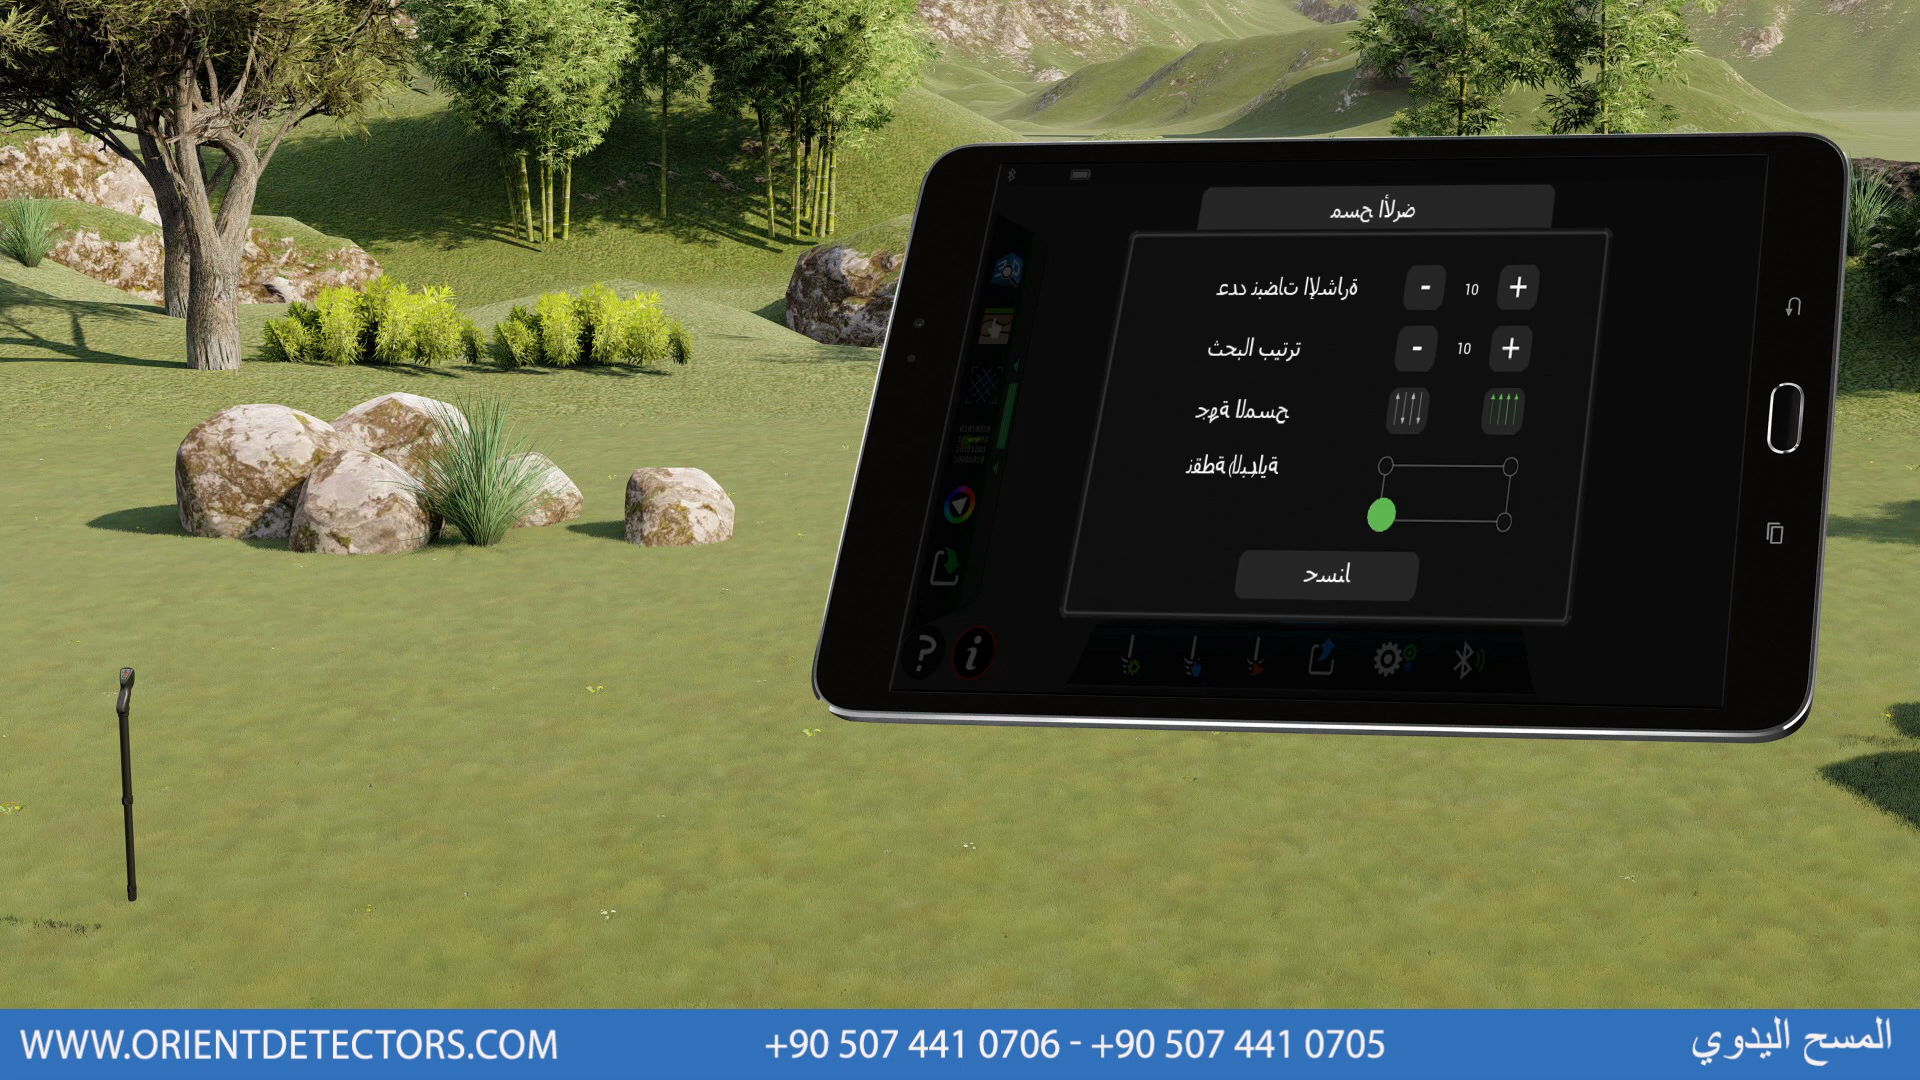 مسح الأرض
عدد نبضات الإشارة - 10 +
ترتيب البحث - 10 +
جهة المسح
نقطة البداية
حسنا
? i
WWW.ORIENTDETECTORS.COM
+90 507 441 0706 - +90 507 441 0705
المسح اليدوي